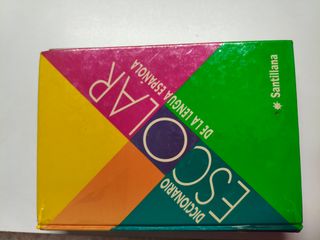 DICCIONARIO
ESCOLAR
DE LA LENGUA ESPAÑOLA
Santillana